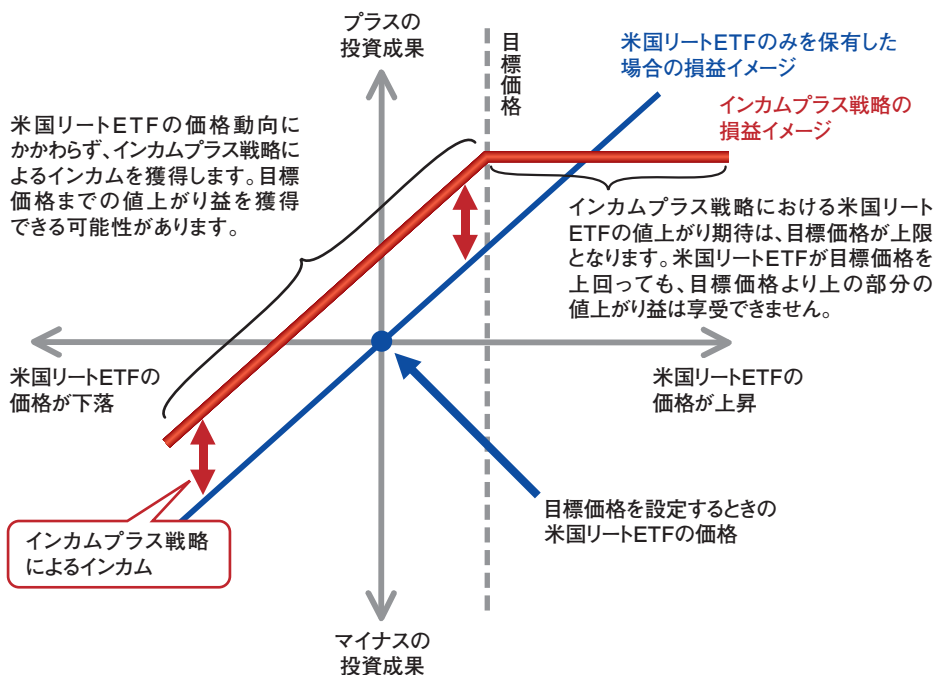 プラスの
投資成果
目標価格
米国リートETFのみを保有した
場合の損益イメージ
インカムプラス戦略の
損益イメージ
米国リートETFの価格動向に
かかわらず、インカムプラス戦略に
よるインカムを獲得します。目標
価格までの値上がり益を獲得
できる可能性があります。
インカムプラス戦略における米国リート
ETFの値上がり期待は、目標価格が上限
となります。米国リートETFが目標価格を
上回っても、目標価格より上の部分の
値上がり益は享受できません。
米国リートETFの
価格が下落
米国リートETFの
価格が上昇
目標価格を設定するときの
米国リートETFの価格
インカムプラス戦略
によるインカム
マイナスの
投資成果